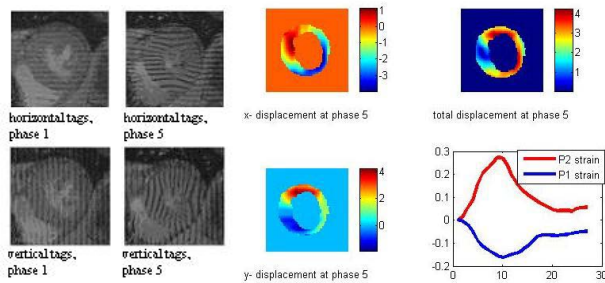 horizontal tags,
phase 1
horizontal tags,
phase 5
1
0
-1
-2
-3
x- displacement at phase 5
4
3
2
1
total displacement at phase 5
vertical tags,
phase 1
vertical tags,
phase 5
4
2
0
y- displacement at phase 5
0.3
0.2
0.1
0
-0.1
-0.2
0
10
20
30
P2 strain
P1 strain